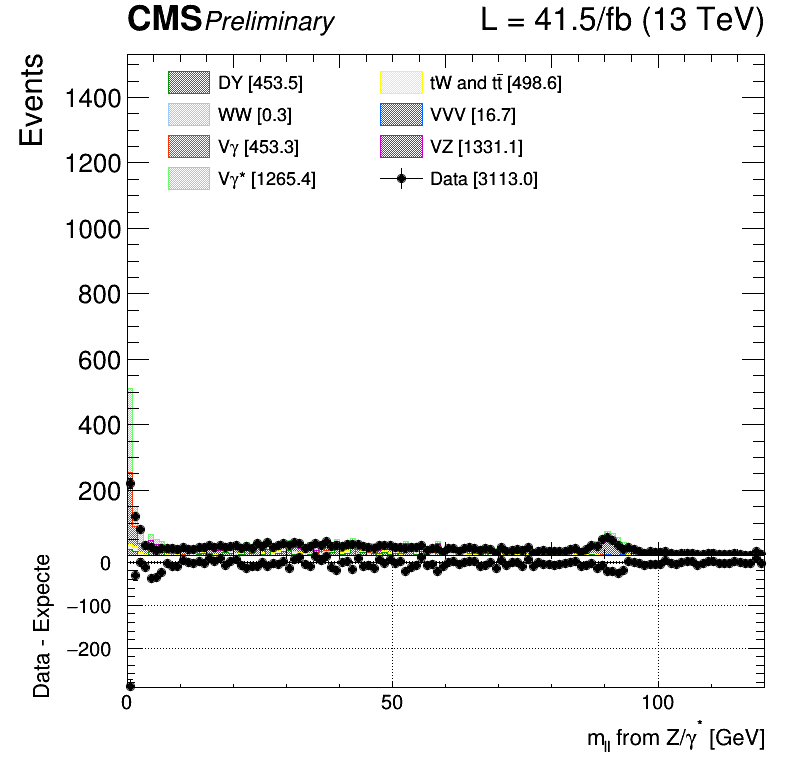 CMS Preliminary L = 41.5/fb (13 TeV)
Events
1400
1200
1000
800
600
400
200
DY [453.5]
WW [0.3]
Vγ [453.3]
Vγ* [1265.4]
tW and tt̄ [498.6]
VVV [16.7]
VZ [1331.1]
Data [3113.0]
Data - Expecte
0
−100
−200
0 50 100
m_ll from Z/γ* [GeV]